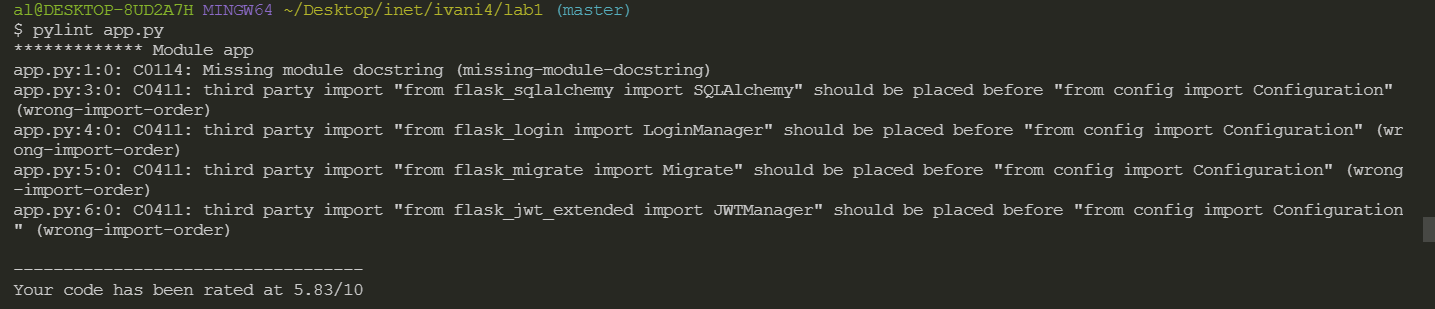 al@DESKTOP-8UD2A7H MINGW64 ~/Desktop/inet/ivani4/lab1 (master)
$ pylint app.py
************* Module app
app.py:1:0: C0114: Missing module docstring (missing-module-docstring)
app.py:3:0: C0411: third party import "from flask_sqlalchemy import SQLAlchemy" should be placed before "from config import Configuration"
(wrong-import-order)
app.py:4:0: C0411: third party import "from flask_login import LoginManager" should be placed before "from config import Configuration" (wr
ong-import-order)
app.py:5:0: C0411: third party import "from flask_migrate import Migrate" should be placed before "from config import Configuration" (wrong
-import-order)
app.py:6:0: C0411: third party import "from flask_jwt_extended import JWTManager" should be placed before "from config import Configuration
" (wrong-import-order)
-----------------------------------
Your code has been rated at 5.83/10